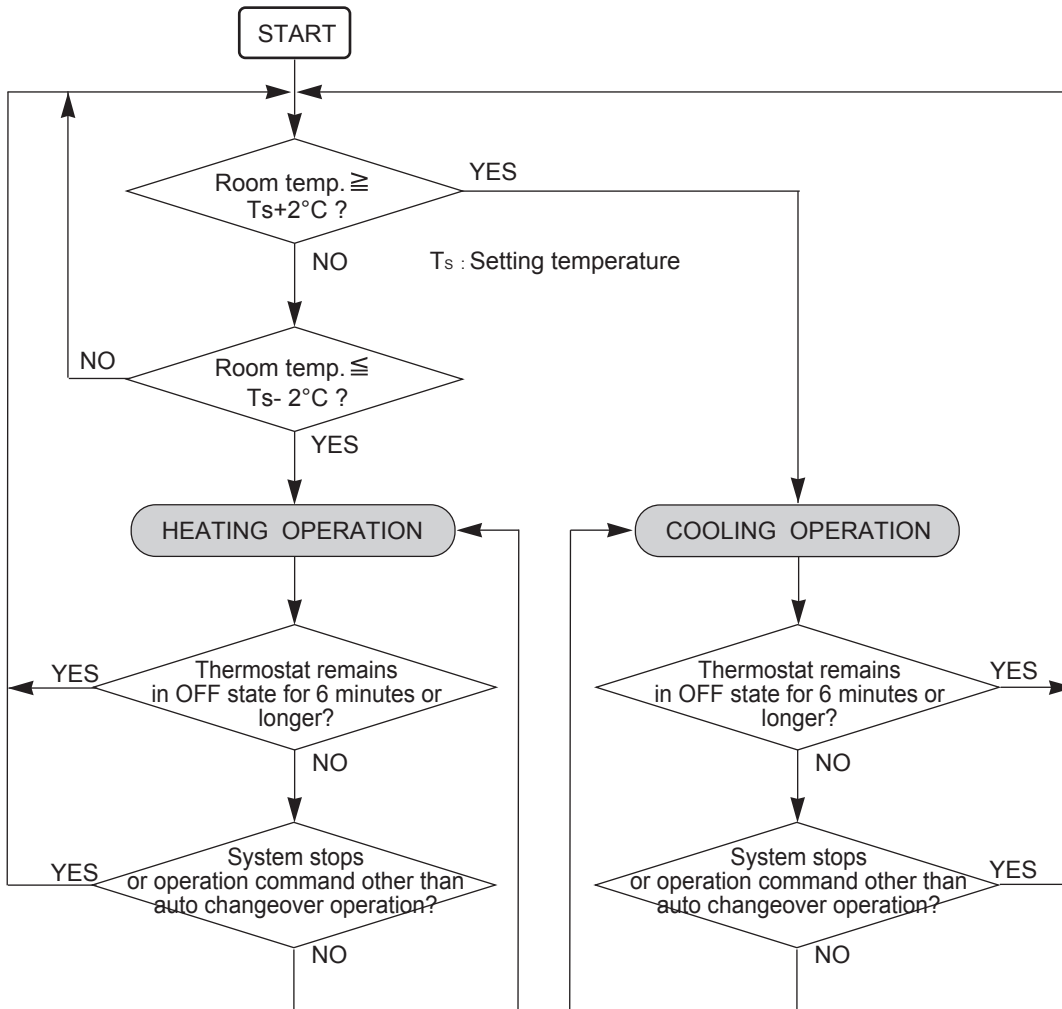 START
Room temp. ≧
YES
Ts+2°C ?
NO
Ts : Setting temperature
NO
Room temp. ≦
Ts- 2°C ?
YES
HEATING OPERATION
COOLING OPERATION
YES
Thermostat remains
in OFF state for 6 minutes or
longer?
NO
Thermostat remains
in OFF state for 6 minutes or
longer?
YES
NO
YES
System stops
or operation command other than
auto changeover operation?
NO
System stops
or operation command other than
auto changeover operation?
YES
NO